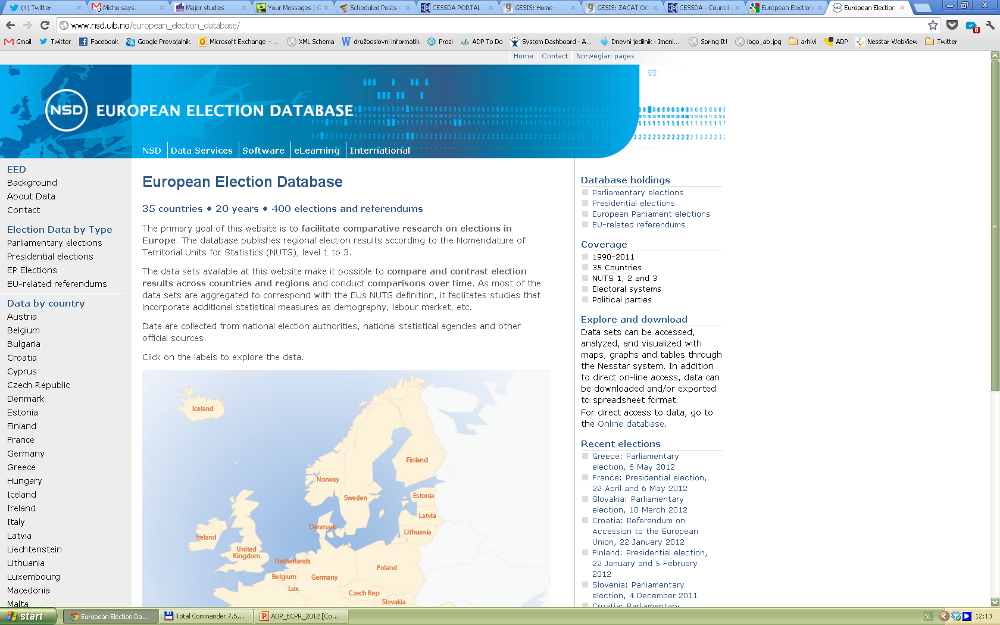 (4) Twitter
Micho says...
Major studies
Your Messages | G
Scheduled Posts -
CESSDA PORTAL -
GESIS: Home
GESIS: ZACAT Onl
CESSDA - Council
European Election
European Election
www.nsd.uib.no/european_election_database/
Gmail
Twitter
Facebook
Google Prevajalnik
Microsoft Exchange – ...
XML Schema
družboslovni informatik
Prezi
ADP To Do
System Dashboard - A...
Dnevni jedilnik - Imeni...
Spring It!
logo_ab.jpg
arhivi
ADP
Nesstar WebView
Twitter
Home
Contact
Norwegian pages
NSD EUROPEAN ELECTION DATABASE
NSD
Data Services
Software
eLearning
International
EED
Background
About Data
Contact
Election Data by Type
Parliamentary elections
Presidential elections
EP Elections
EU-related referendums
Data by country
Austria
Belgium
Bulgaria
Croatia
Cyprus
Czech Republic
Denmark
Estonia
Finland
France
Germany
Greece
Hungary
Iceland
Ireland
Italy
Latvia
Liechtenstein
Lithuania
Luxembourg
Macedonia
Malta
European Election Database
35 countries • 20 years • 400 elections and referendums
The primary goal of this website is to facilitate comparative research on elections in
Europe. The database publishes regional election results according to the Nomenclature of
Territorial Units for Statistics (NUTS), level 1 to 3.
The data sets available at this website make it possible to compare and contrast election
results across countries and regions and conduct comparisons over time. As most of the
data sets are aggregated to correspond with the EUs NUTS definition, it facilitates studies that
incorporate additional statistical measures as demography, labour market, etc.
Data are collected from national election authorities, national statistical agencies and other
official sources.
Click on the labels to explore the data.
Iceland
Finland
Norway
Sweden
Estonia
Latvia
Denmark
Lithuania
Ireland
United
Kingdom
Netherlands
Poland
Belgium
Germany
Lux.
Czech Rep
Slovakia
Database holdings
Parliamentary elections
Presidential elections
European Parliament elections
EU-related referendums
Coverage
1990-2011
35 Countries
NUTS 1, 2 and 3
Electoral systems
Political parties
Explore and download
Data sets can be accessed,
analyzed, and visualized with
maps, graphs and tables through
the Nesstar system. In addition
to direct on-line access, data can
be downloaded and/or exported
to spreadsheet format.
For direct access to data, go to
the Online database.
Recent elections
Greece: Parliamentary
election, 6 May 2012
France: Presidential election,
22 April and 6 May 2012
Slovakia: Parliamentary
election, 10 March 2012
Croatia: Referendum on
Accession to the European
Union, 22 January 2012
Finland: Presidential election,
22 January and 5 February
2012
Slovenia: Parliamentary
election, 4 December 2011
Croatia: Parliamentary
start
European Election Da...
Total Commander 7.5...
ADP_ECPR_2012 [Co...
SL
12:13